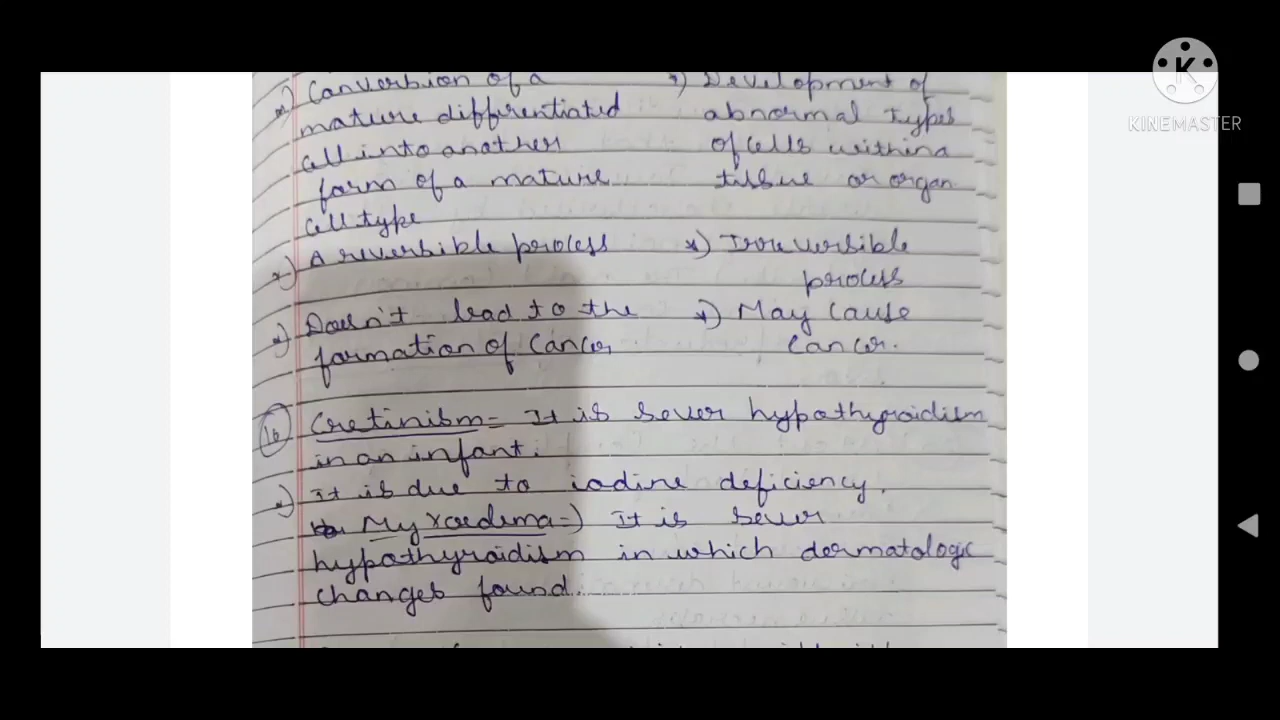 *) Conversion of a
mature differentiated
cell into another
form of a mature
cell type
*) A reversible process
*) Doesn't lead to the
formation of Cancer
*) Development of
abnormal types
of cells within a
tissue or organ
*) Irreversible
process
*) May cause
Cancer.
16 Cretinism = It is sever hypothyroidism
in an infant.
*) It is due to iodine deficiency.
Myxoedema =) It is sever
hypothyroidism in which dermatologic
changes found.
K
KINEMASTER